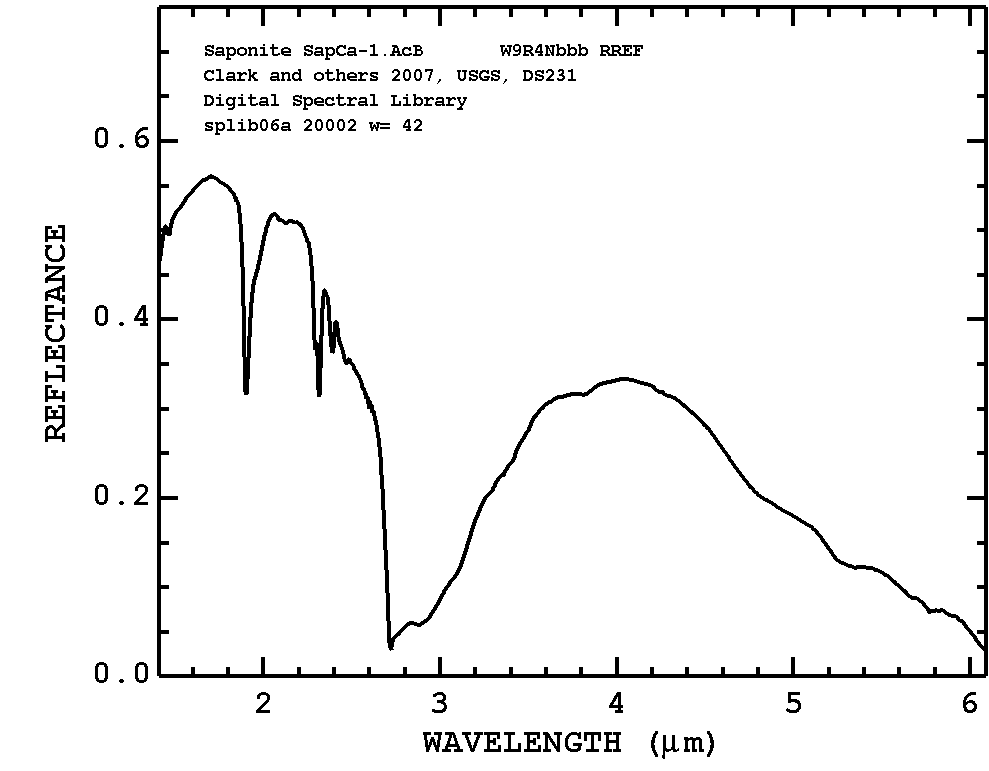 Saponite SapCa-1.AcB W9R4Nbbb RREF
Clark and others 2007, USGS, DS231
Digital Spectral Library
splib06a 20002 w= 42
0.6
0.4
0.2
0.0
REFLECTANCE
2 3 4 5 6
WAVELENGTH (μm)